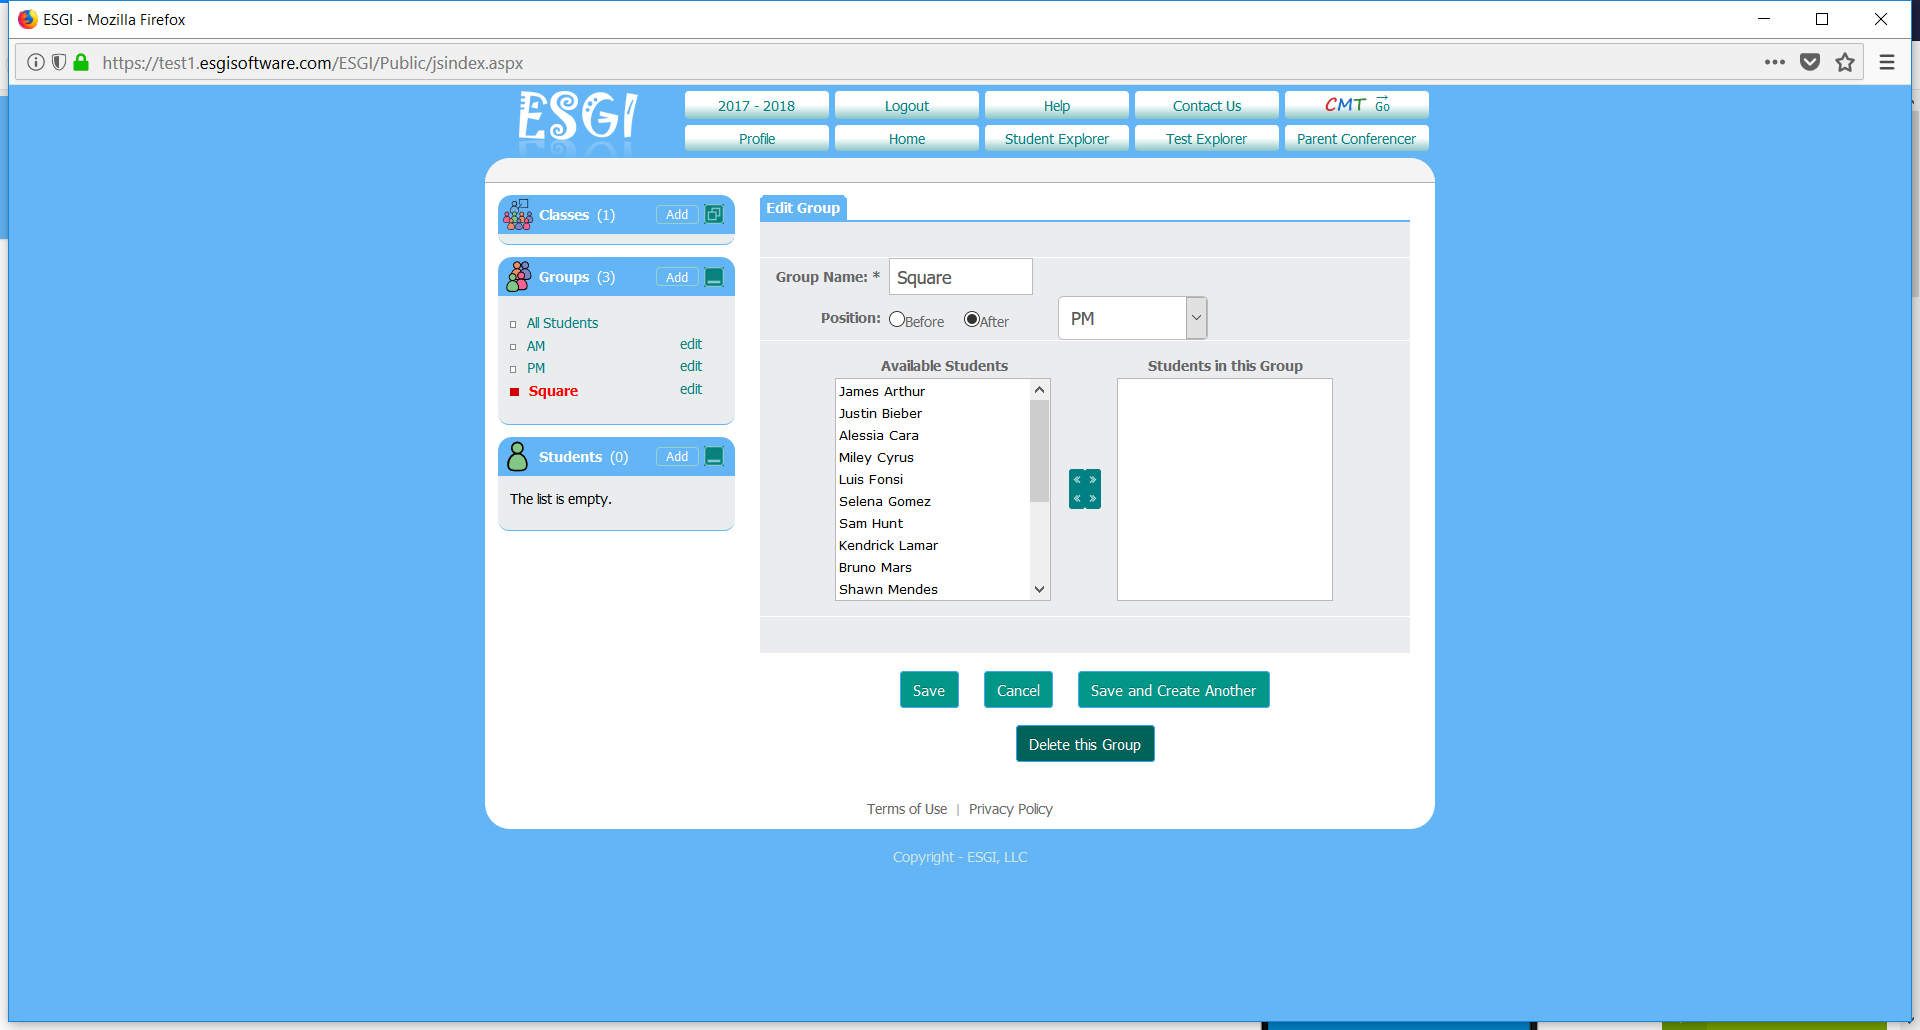 ESGI - Mozilla Firefox
https://test1.esgisoftware.com/ESGI/Public/jsindex.aspx
ESGI
2017 - 2018
Logout
Help
Contact Us
CMT Go
Profile
Home
Student Explorer
Test Explorer
Parent Conferencer
Classes (1)
Add
Groups (3)
Add
All Students
AM
edit
PM
edit
Square
edit
Students (0)
Add
The list is empty.
Edit Group
Group Name: *
Square
Position:
Before
After
PM
Available Students
James Arthur
Justin Bieber
Alessia Cara
Miley Cyrus
Luis Fonsi
Selena Gomez
Sam Hunt
Kendrick Lamar
Bruno Mars
Shawn Mendes
Students in this Group
Save
Cancel
Save and Create Another
Delete this Group
Terms of Use | Privacy Policy
Copyright - ESGI, LLC